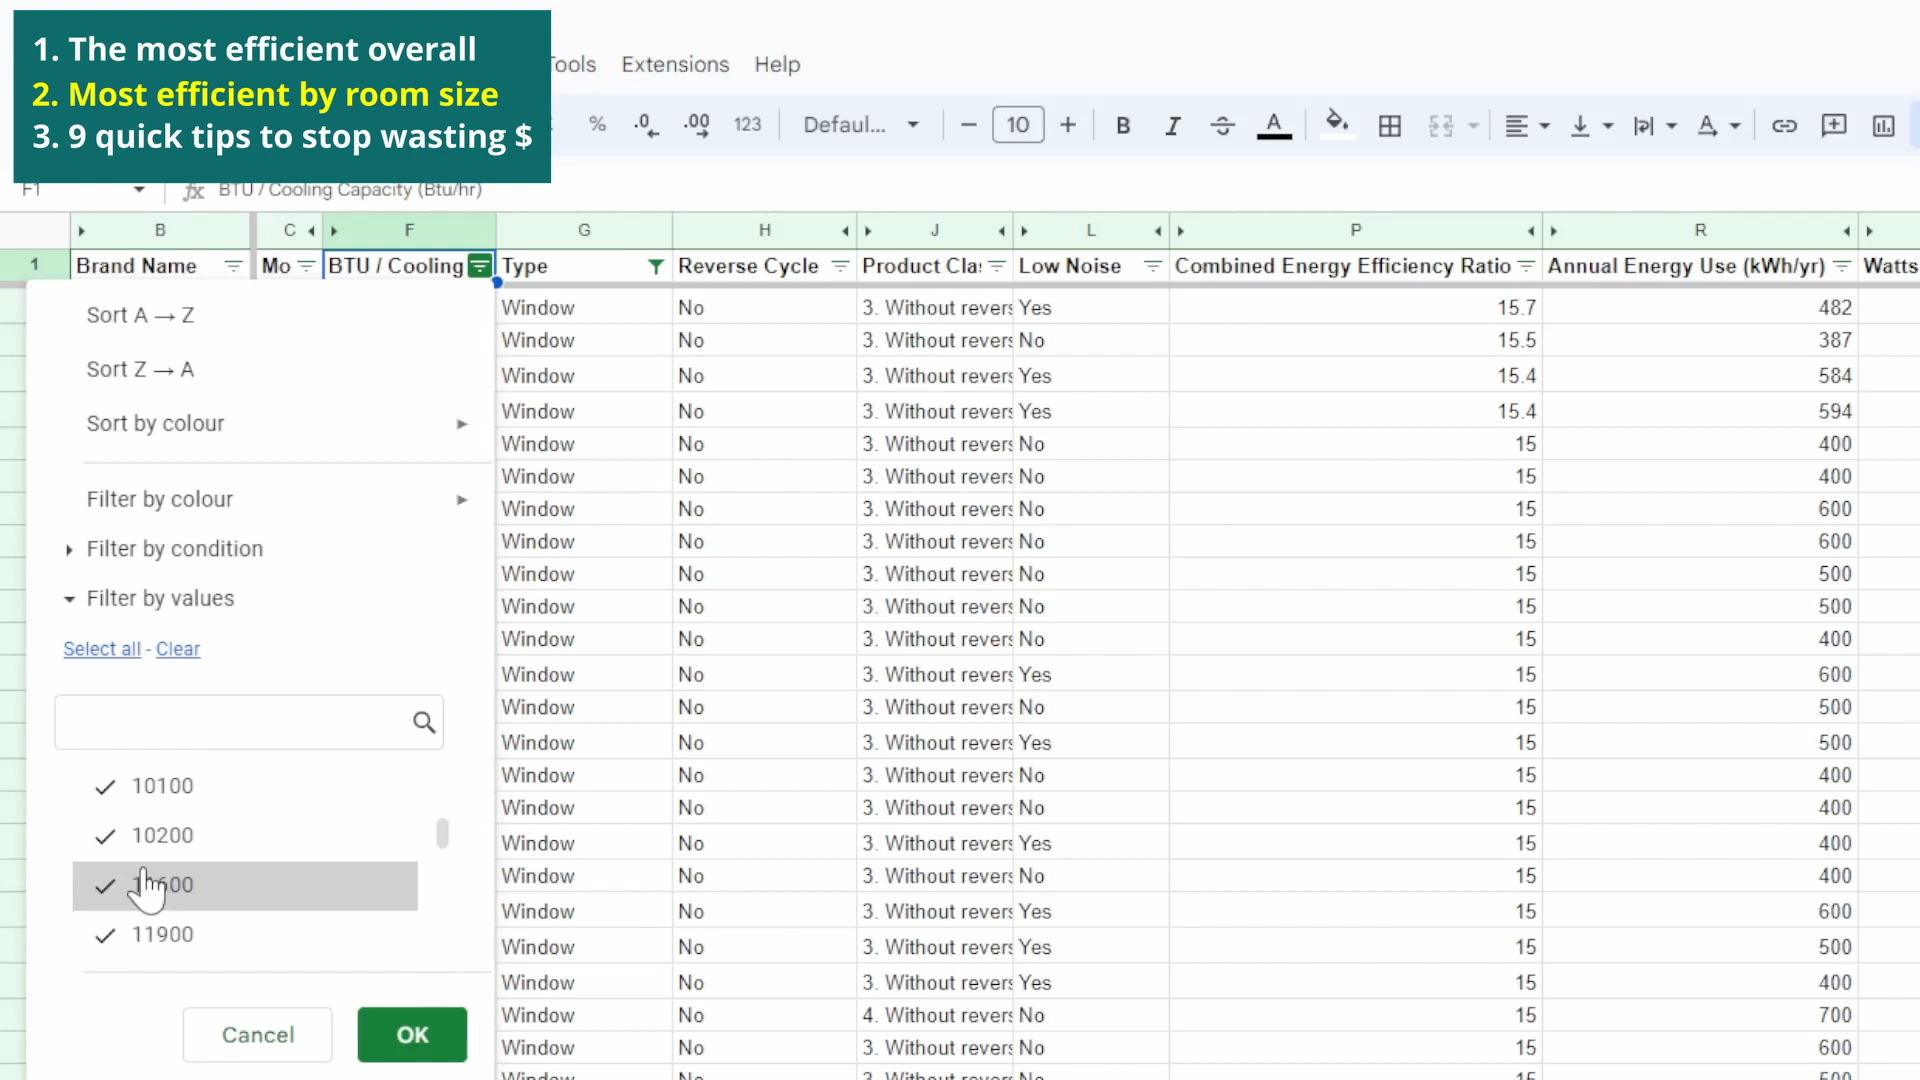 1. The most efficient overall
2. Most efficient by room size
3. 9 quick tips to stop wasting $
Tools Extensions Help
% .0 .00 123 Defaul... − 10 + B I A A
F1 fx BTU / Cooling Capacity (Btu/hr)
B C F G H J L P R
1 Brand Name Mo BTU / Cooling Type Reverse Cycle Product Cla Low Noise Combined Energy Efficiency Ratio Annual Energy Use (kWh/yr) Watts
Window No 3. Without revers Yes 15.7 482
Window No 3. Without revers No 15.5 387
Window No 3. Without revers Yes 15.4 584
Window No 3. Without revers Yes 15.4 594
Window No 3. Without revers No 15 400
Window No 3. Without revers No 15 400
Window No 3. Without revers No 15 600
Window No 3. Without revers No 15 600
Window No 3. Without revers No 15 500
Window No 3. Without revers No 15 500
Window No 3. Without revers No 15 400
Window No 3. Without revers Yes 15 600
Window No 3. Without revers No 15 500
Window No 3. Without revers Yes 15 500
Window No 3. Without revers No 15 400
Window No 3. Without revers No 15 400
Window No 3. Without revers Yes 15 400
Window No 3. Without revers No 15 400
Window No 3. Without revers Yes 15 600
Window No 3. Without revers Yes 15 500
Window No 3. Without revers Yes 15 400
Window No 4. Without revers No 15 700
Window No 3. Without revers No 15 600
Sort A → Z
Sort Z → A
Sort by colour
Filter by colour
Filter by condition
Filter by values
Select all - Clear
10100
10200
11900
Cancel OK